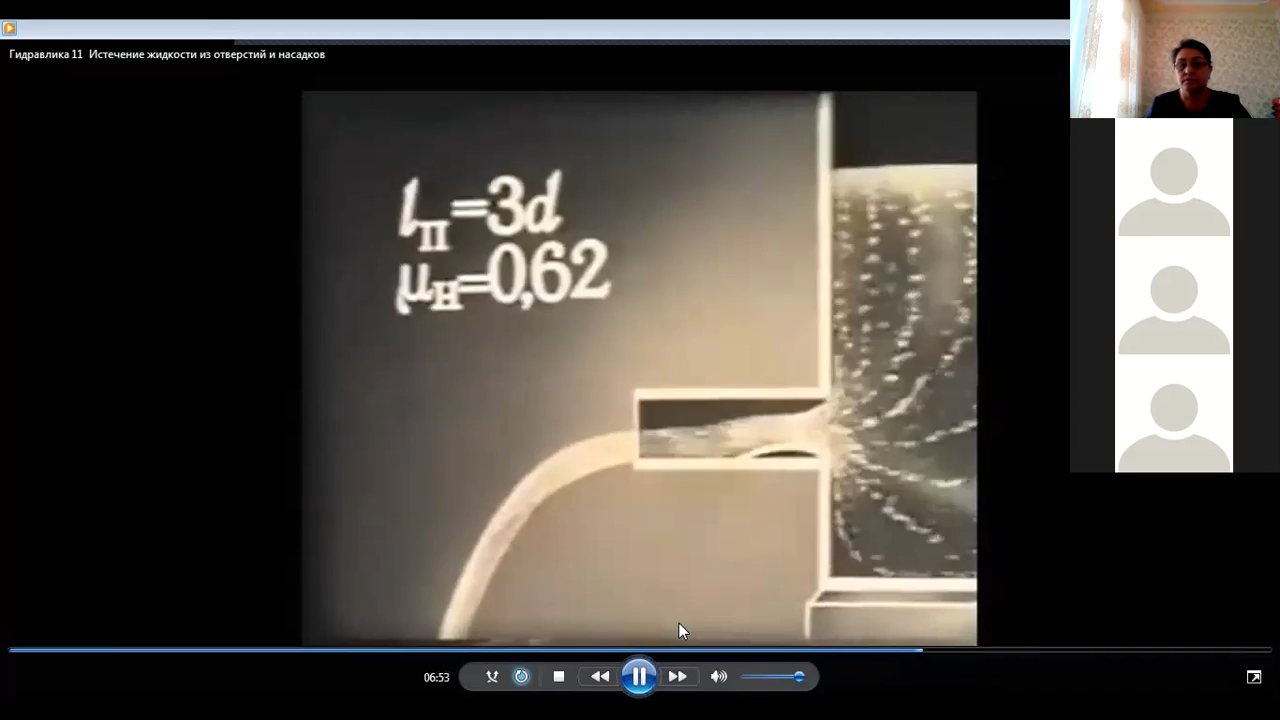 Гидравлика 11 Истечение жидкости из отверстий и насадков
lп=3d
μн=0,62
06:53